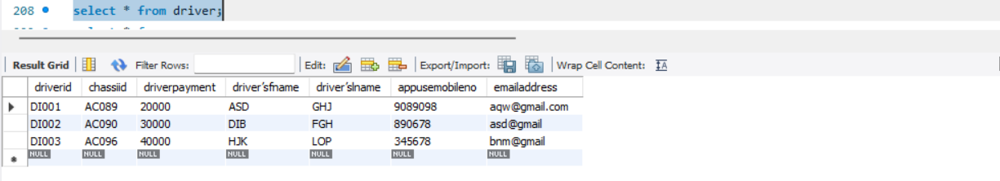 208 select * from driver;
Result Grid Filter Rows: Edit: Export/Import: Wrap Cell Content: IA
driverid chassiid driverpayment driver'sfname driver'slname appusemobileno emailaddress
DI001 AC089 20000 ASD GHJ 9089098 aqw@gmail.com
DI002 AC090 30000 DIB FGH 890678 asd@gmail
DI003 AC096 40000 HJK LOP 345678 bnm@gmail
NULL NULL NULL NULL NULL NULL NULL